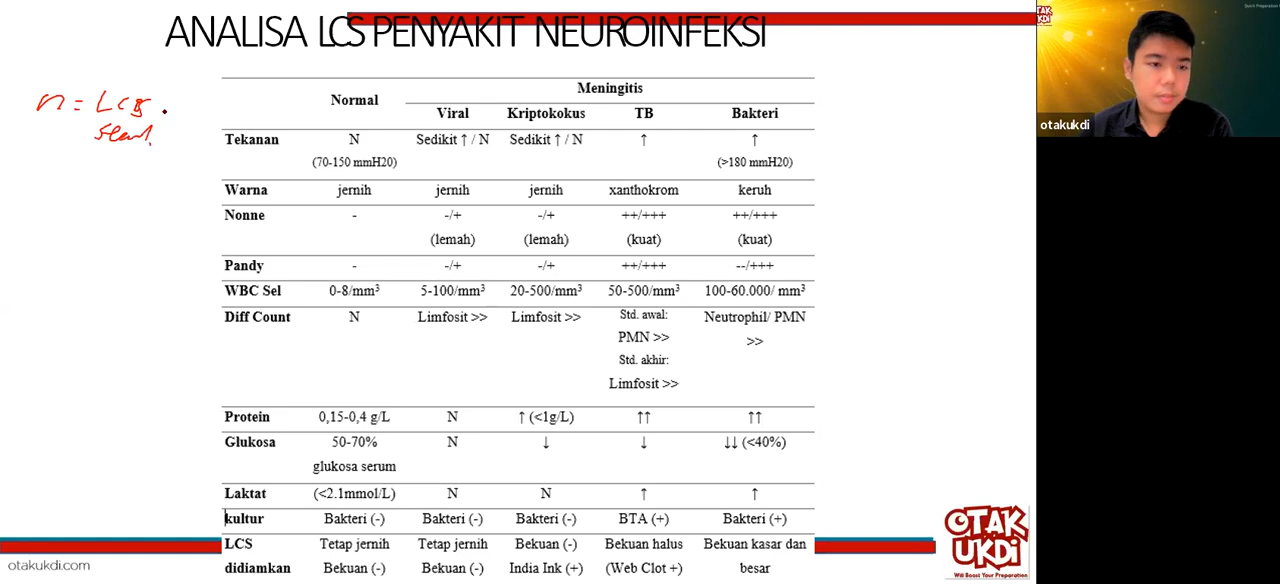 ANALISA LCS PENYAKIT NEUROINFEKSI
n = LCS
Normal
Meningitis
Viral Kriptokokus TB Bakteri
Tekanan N Sedikit ↑ / N Sedikit ↑ / N ↑ ↑
(70-150 mmH20) (>180 mmH20)
Warna jernih jernih jernih xanthokrom keruh
Nonne - -/+ -/+ ++/+++ ++/+++
(lemah) (lemah) (kuat) (kuat)
Pandy - -/+ -/+ ++/+++ --/+++
WBC Sel 0-8/mm³ 5-100/mm³ 20-500/mm³ 50-500/mm³ 100-60.000/ mm³
Diff Count N Limfosit >> Limfosit >> Std. awal: Neutrophil/ PMN
PMN >> >>
Std. akhir:
Limfosit >>
Protein 0,15-0,4 g/L N ↑ (<1g/L) ↑↑ ↑↑
Glukosa 50-70% N ↓ ↓ ↓↓ (<40%)
glukosa serum
Laktat (<2.1mmol/L) N N ↑ ↑
kultur Bakteri (-) Bakteri (-) Bakteri (-) BTA (+) Bakteri (+)
LCS Tetap jernih Tetap jernih Bekuan (-) Bekuan halus Bekuan kasar dan
didiamkan Bekuan (-) Bekuan (-) India Ink (+) (Web Clot +) besar
otakukdi.com
OTAK
UKDI
Will Boost Your Preparation
OTAK
UKDI
otakukdi